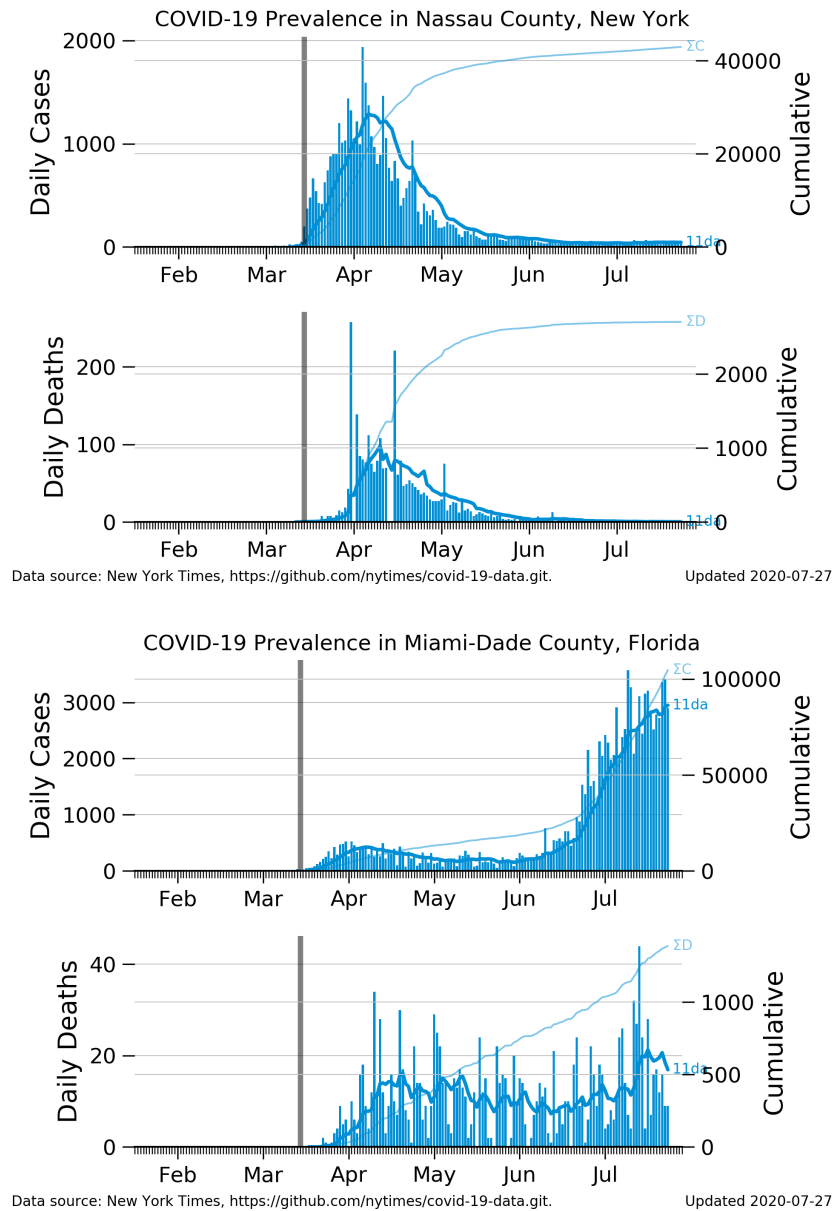 COVID-19 Prevalence in Nassau County, New York
2000
1000
0
Daily Cases
ΣC
40000
20000
11da
0
Cumulative
Feb Mar Apr May Jun Jul
200
100
0
Daily Deaths
ΣD
2000
1000
11da
0
Cumulative
Feb Mar Apr May Jun Jul
Data source: New York Times, https://github.com/nytimes/covid-19-data.git. Updated 2020-07-27
COVID-19 Prevalence in Miami-Dade County, Florida
3000
2000
1000
0
Daily Cases
ΣC
100000
11da
50000
0
Cumulative
Feb Mar Apr May Jun Jul
40
20
0
Daily Deaths
ΣD
1000
11da
500
0
Cumulative
Feb Mar Apr May Jun Jul
Data source: New York Times, https://github.com/nytimes/covid-19-data.git. Updated 2020-07-27